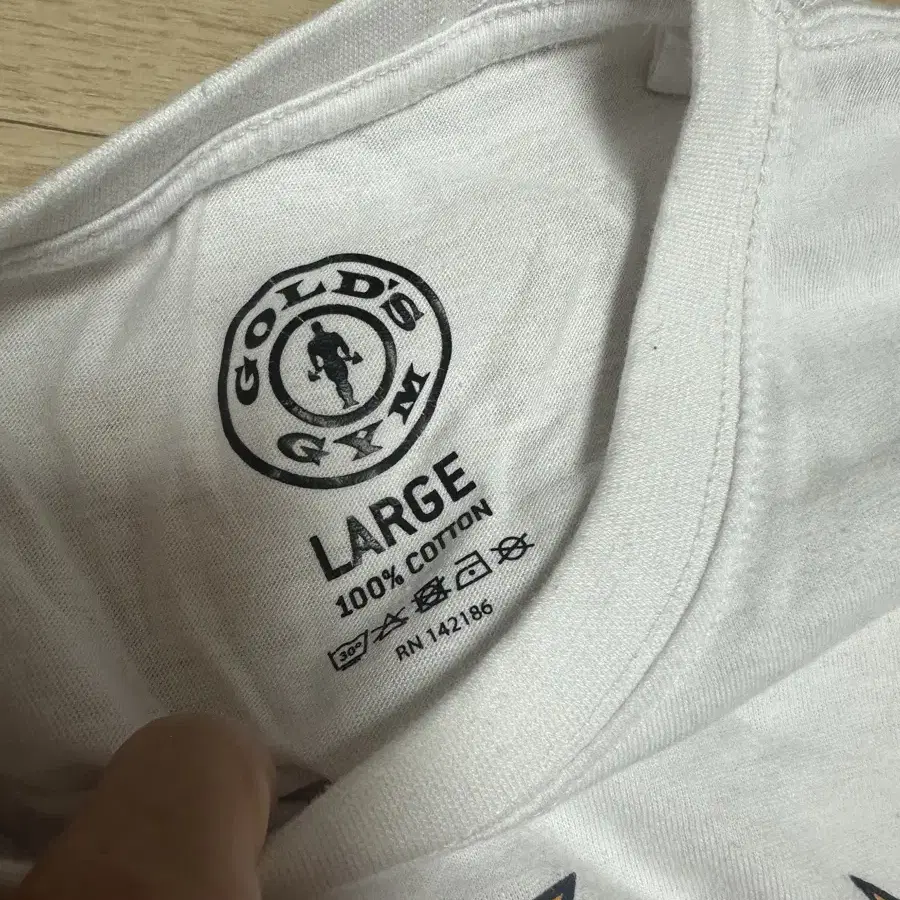 GOLD'S
GYM
LARGE
100% COTTON
30°
RN 142186